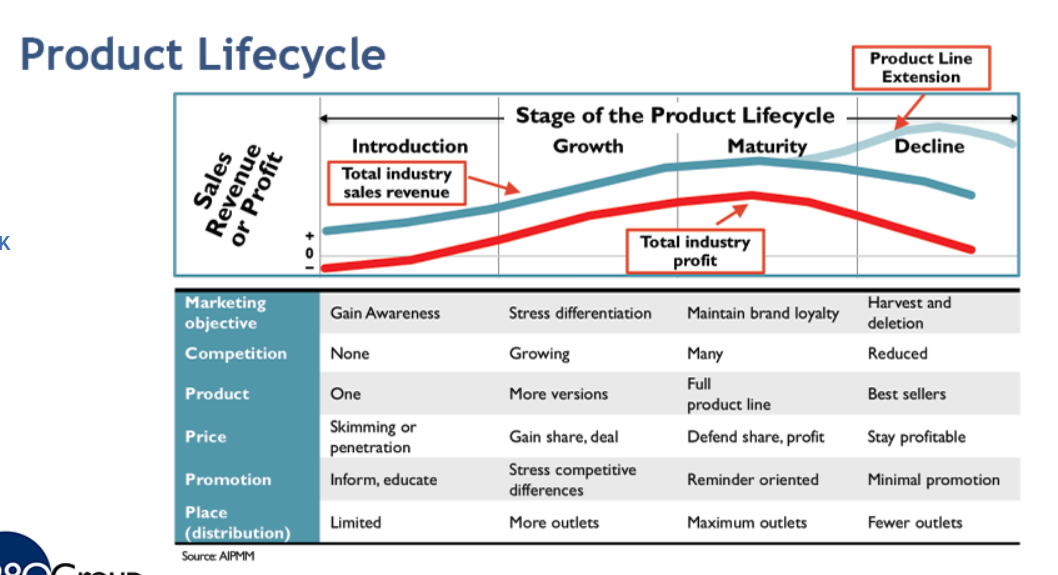 Product Lifecycle
Product Line
Extension
Stage of the Product Lifecycle
Introduction
Growth
Maturity
Decline
Sales
Revenue
or Profit
Total industry
sales revenue
K
+
0
–
Total industry
profit
Marketing
objective
Gain Awareness
Stress differentiation
Maintain brand loyalty
Harvest and
deletion
Competition
None
Growing
Many
Reduced
Product
One
More versions
Full
product line
Best sellers
Price
Skimming or
penetration
Gain share, deal
Defend share, profit
Stay profitable
Promotion
Inform, educate
Stress competitive
differences
Reminder oriented
Minimal promotion
Place
(distribution)
Limited
More outlets
Maximum outlets
Fewer outlets
Source: AIPMM